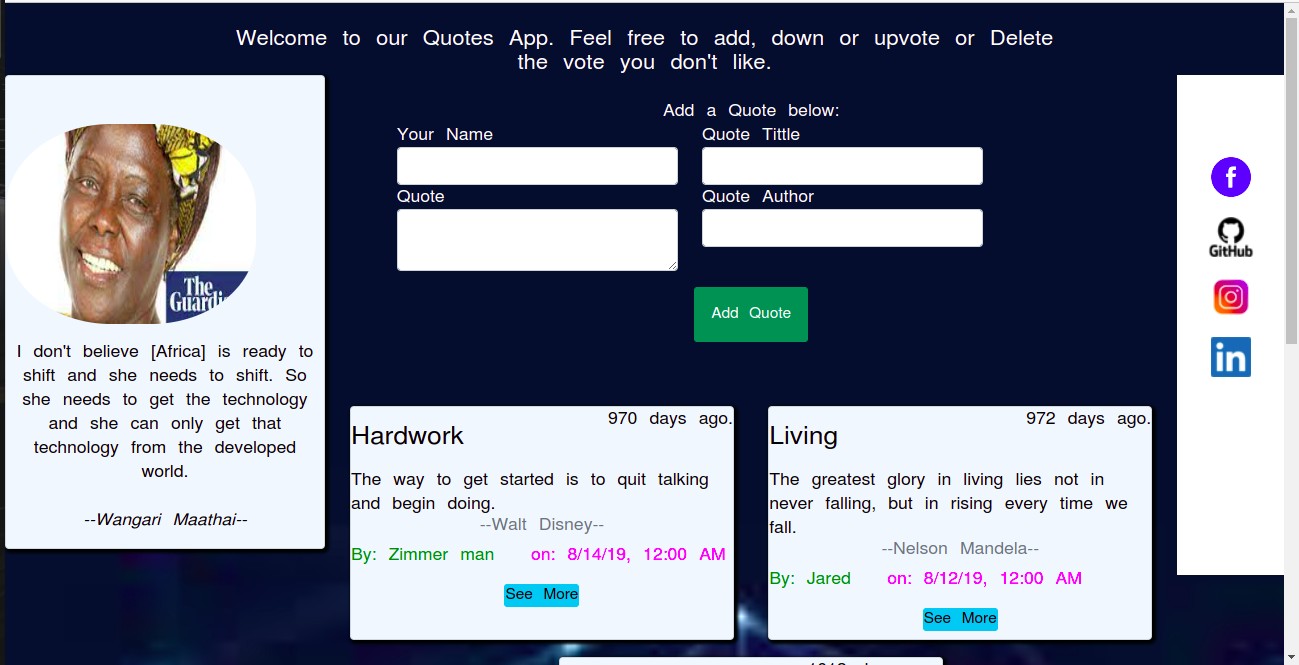 Welcome to our Quotes App. Feel free to add, down or upvote or Delete
the vote you don't like.
The
Guardi
I don't believe [Africa] is ready to
shift and she needs to shift. So
she needs to get the technology
and she can only get that
technology from the developed
world.
--Wangari Maathai--
Add a Quote below:
Your Name
Quote Tittle
Quote
Quote Author
Add Quote
GitHub
in
970 days ago.
Hardwork
The way to get started is to quit talking
and begin doing.
--Walt Disney--
By: Zimmer man on: 8/14/19, 12:00 AM
See More
972 days ago.
Living
The greatest glory in living lies not in
never falling, but in rising every time we
fall.
--Nelson Mandela--
By: Jared on: 8/12/19, 12:00 AM
See More